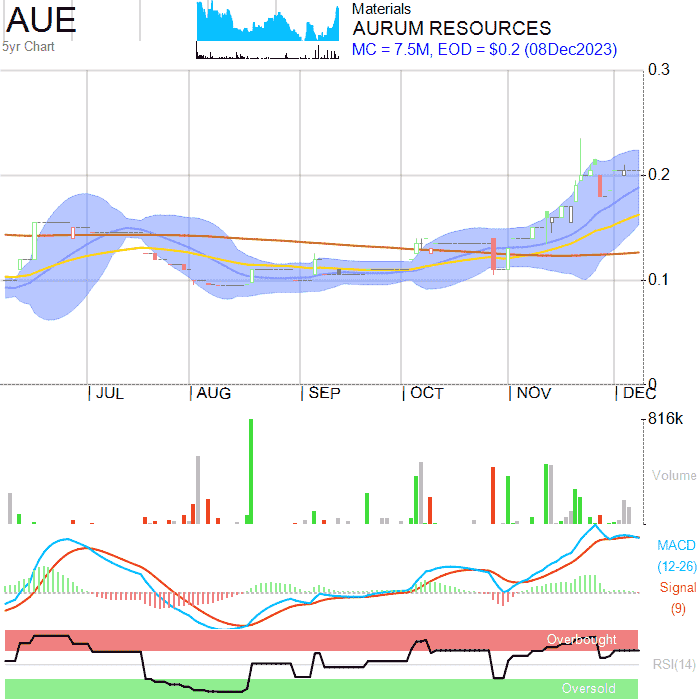 AUE
5yr Chart
Materials
AURUM RESOURCES
MC = 7.5M, EOD = $0.2 (08Dec2023)
0.3
0.2
0.1
0
JUL AUG SEP OCT NOV DEC
816k
Volume
MACD
(12-26)
Signal
(9)
Overbought
RSI(14)
Oversold